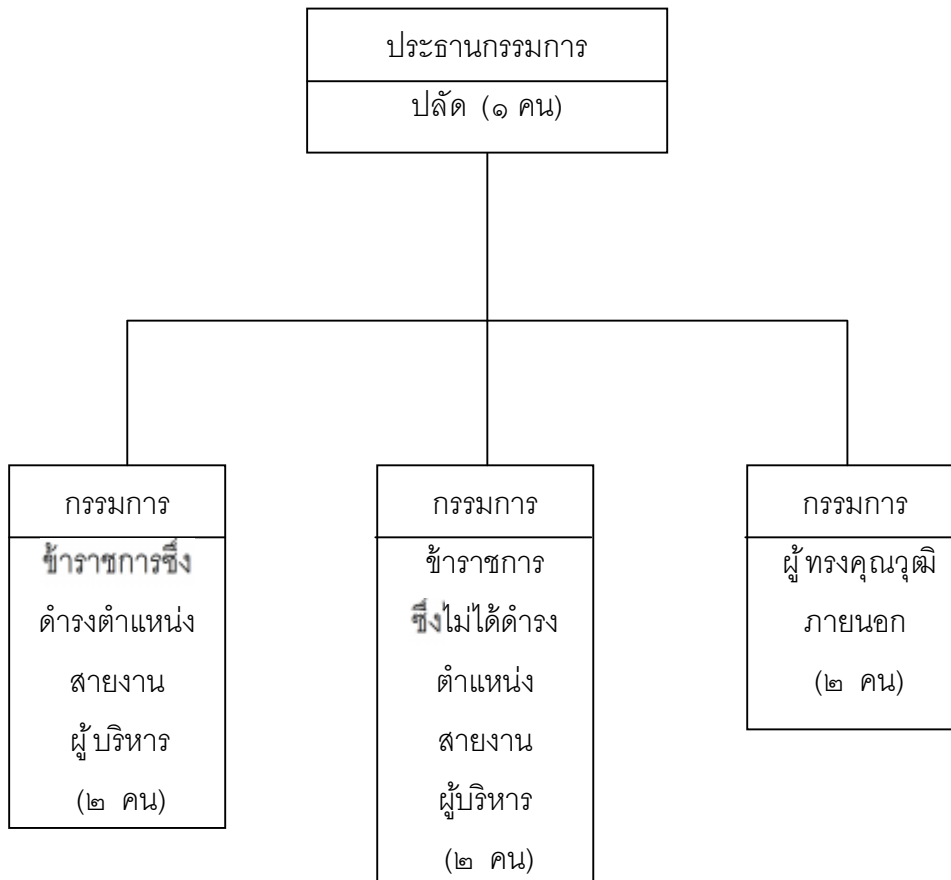 ประธานกรรมการ
ปลัด (๑ คน)
กรรมการ
ข้าราชการซึ่ง
ดำรงตำแหน่ง
สายงาน
ผู้บริหาร
(๒ คน)
กรรมการ
ข้าราชการ
ซึ่งไม่ได้ดำรง
ตำแหน่ง
สายงาน
ผู้บริหาร
(๒ คน)
กรรมการ
ผู้ทรงคุณวุฒิ
ภายนอก
(๒ คน)